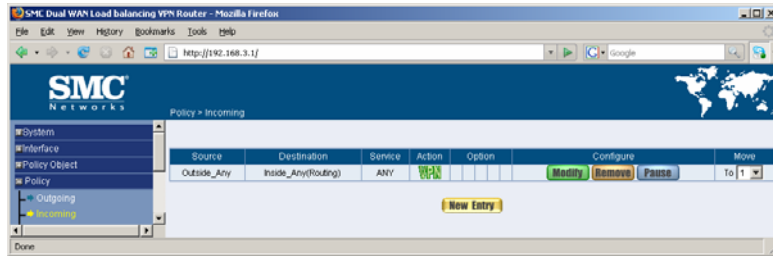 SMC Dual WAN Load balancing VPN Router - Mozilla Firefox
File Edit View History Bookmarks Tools Help
http://192.168.3.1/
Google
SMC
Networks
Policy > Incoming
System
Interface
Policy Object
Policy
Outgoing
Incoming
Source Destination Service Action Option Configure Move
Outside_Any Inside_Any(Routing) ANY VPN Modify Remove Pause To 1
New Entry
Done